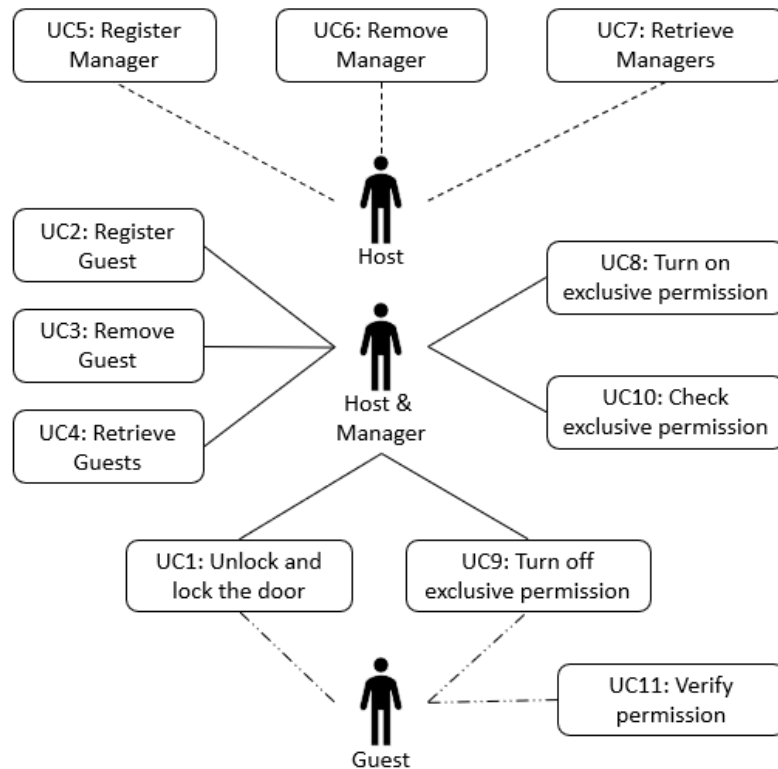 UC5: Register
Manager
UC6: Remove
Manager
UC7: Retrieve
Managers
Host
UC2: Register
Guest
UC3: Remove
Guest
UC4: Retrieve
Guests
Host &
Manager
UC8: Turn on
exclusive permission
UC10: Check
exclusive permission
UC1: Unlock and
lock the door
UC9: Turn off
exclusive permission
Guest
UC11: Verify
permission